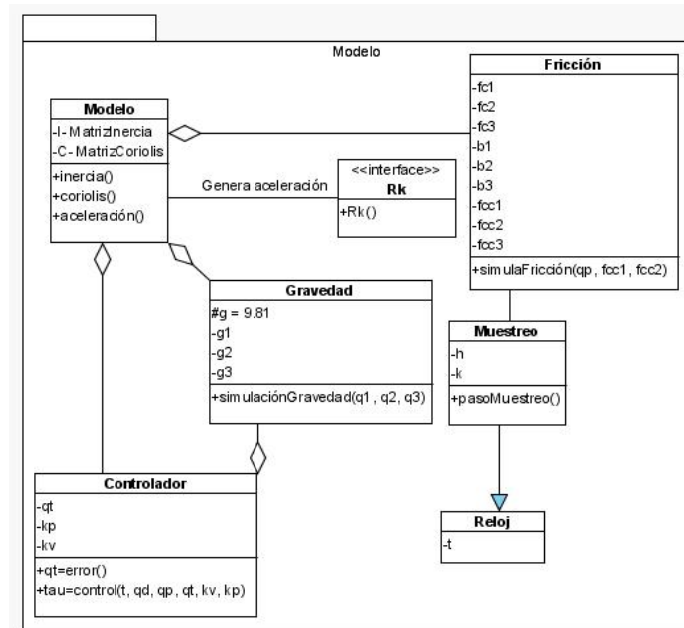 Modelo
Modelo
-I- MatrizInercia
-C- MatrizCoriolis
+inercia()
+coriolis()
+aceleración()
Genera aceleración
<<interface>>
Rk
+Rk()
Fricción
-fc1
-fc2
-fc3
-b1
-b2
-b3
-fcc1
-fcc2
-fcc3
+simulaFricción(qp, fcc1, fcc2)
Gravedad
#g = 9.81
-g1
-g2
-g3
+simulaciónGravedad(q1, q2, q3)
Muestreo
-h
-k
+pasoMuestreo()
Controlador
-qt
-kp
-kv
+qt=error()
+tau=control(t, qd, qp, qt, kv, kp)
Reloj
-t